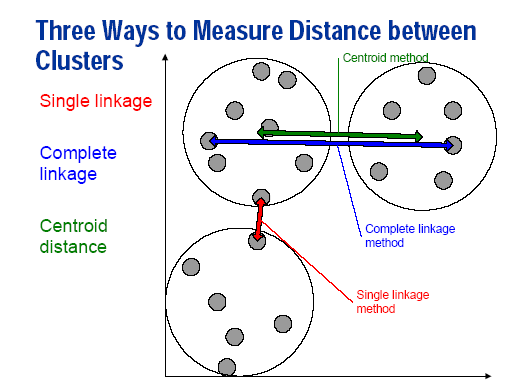 Three Ways to Measure Distance between
Clusters
Centroid method
Single linkage
Complete
linkage
Centroid
distance
Complete linkage
method
Single linkage
method